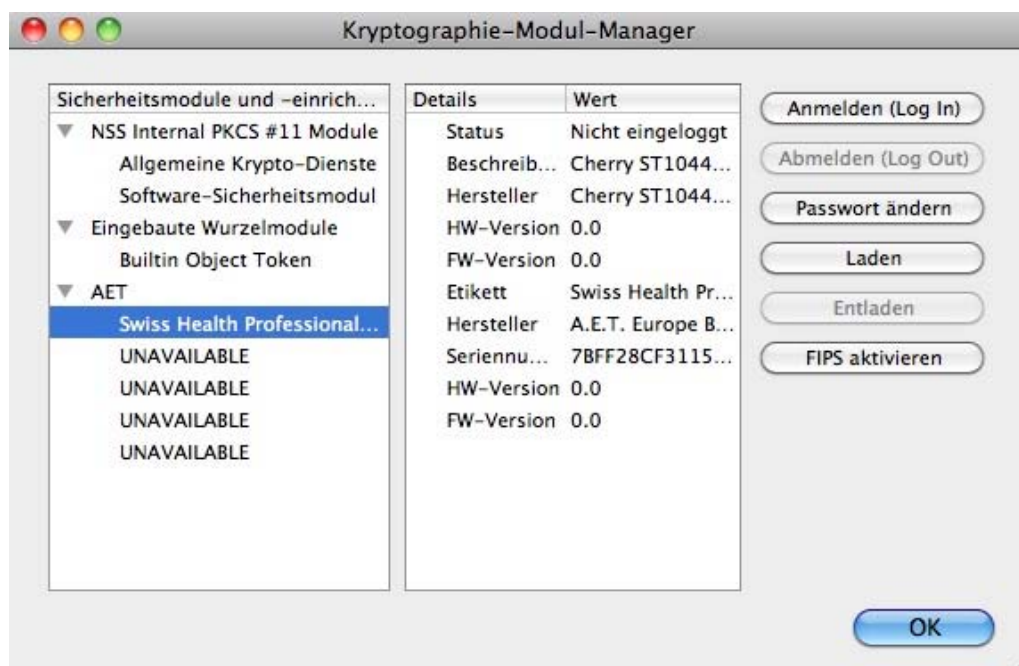 Kryptographie-Modul-Manager
Sicherheitsmodule und -einrich...
NSS Internal PKCS #11 Module
Allgemeine Krypto-Dienste
Software-Sicherheitsmodul
Eingebaute Wurzelmodule
Builtin Object Token
AET
Swiss Health Professional...
UNAVAILABLE
UNAVAILABLE
UNAVAILABLE
UNAVAILABLE
Details Wert
Status Nicht eingeloggt
Beschreib... Cherry ST1044...
Hersteller Cherry ST1044...
HW-Version 0.0
FW-Version 0.0
Etikett Swiss Health Pr...
Hersteller A.E.T. Europe B...
Seriennu... 7BFF28CF3115...
HW-Version 0.0
FW-Version 0.0
Anmelden (Log In)
Abmelden (Log Out)
Passwort ändern
Laden
Entladen
FIPS aktivieren
OK